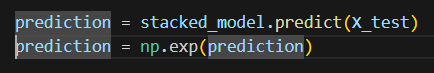 prediction = stacked_model.predict(X_test)
prediction = np.exp(prediction)